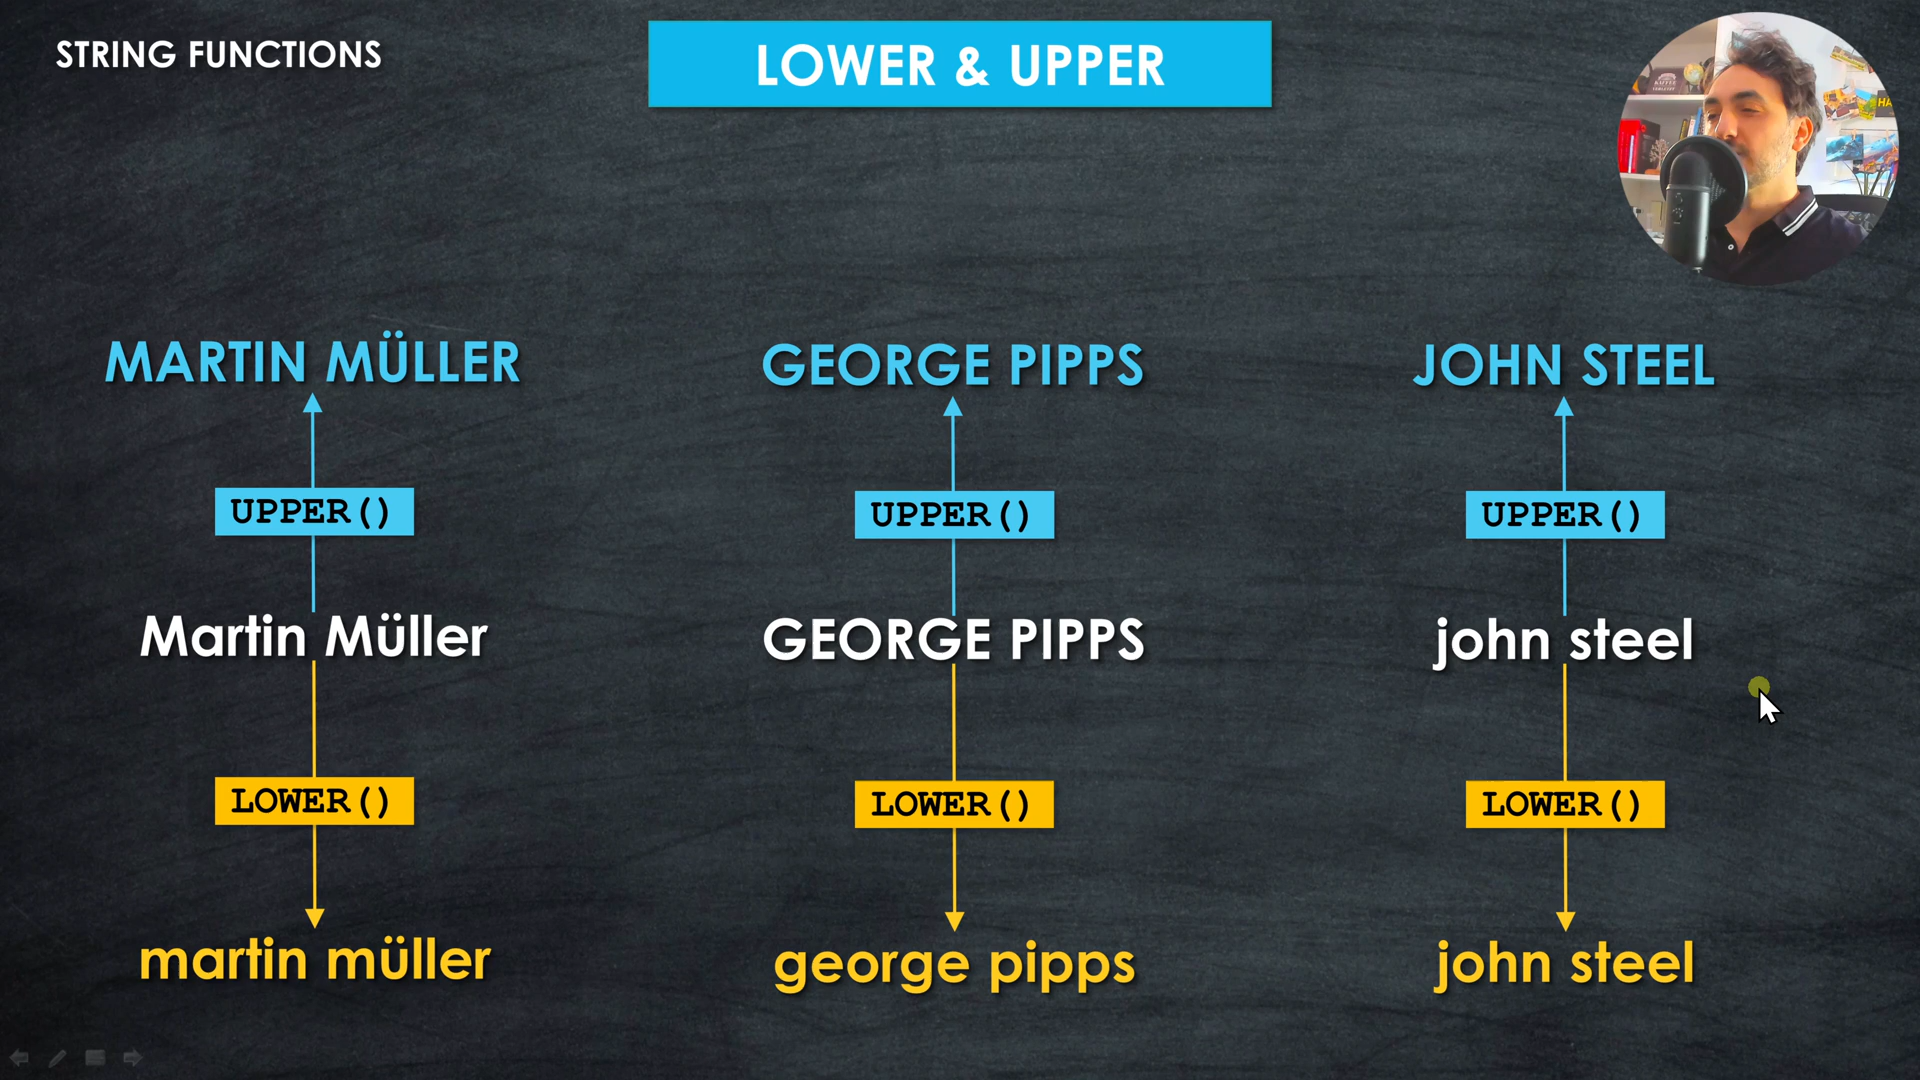 STRING FUNCTIONS
LOWER & UPPER
MARTIN MÜLLER
GEORGE PIPPS
JOHN STEEL
UPPER()
UPPER()
UPPER()
Martin Müller
GEORGE PIPPS
john steel
LOWER()
LOWER()
LOWER()
martin müller
george pipps
john steel